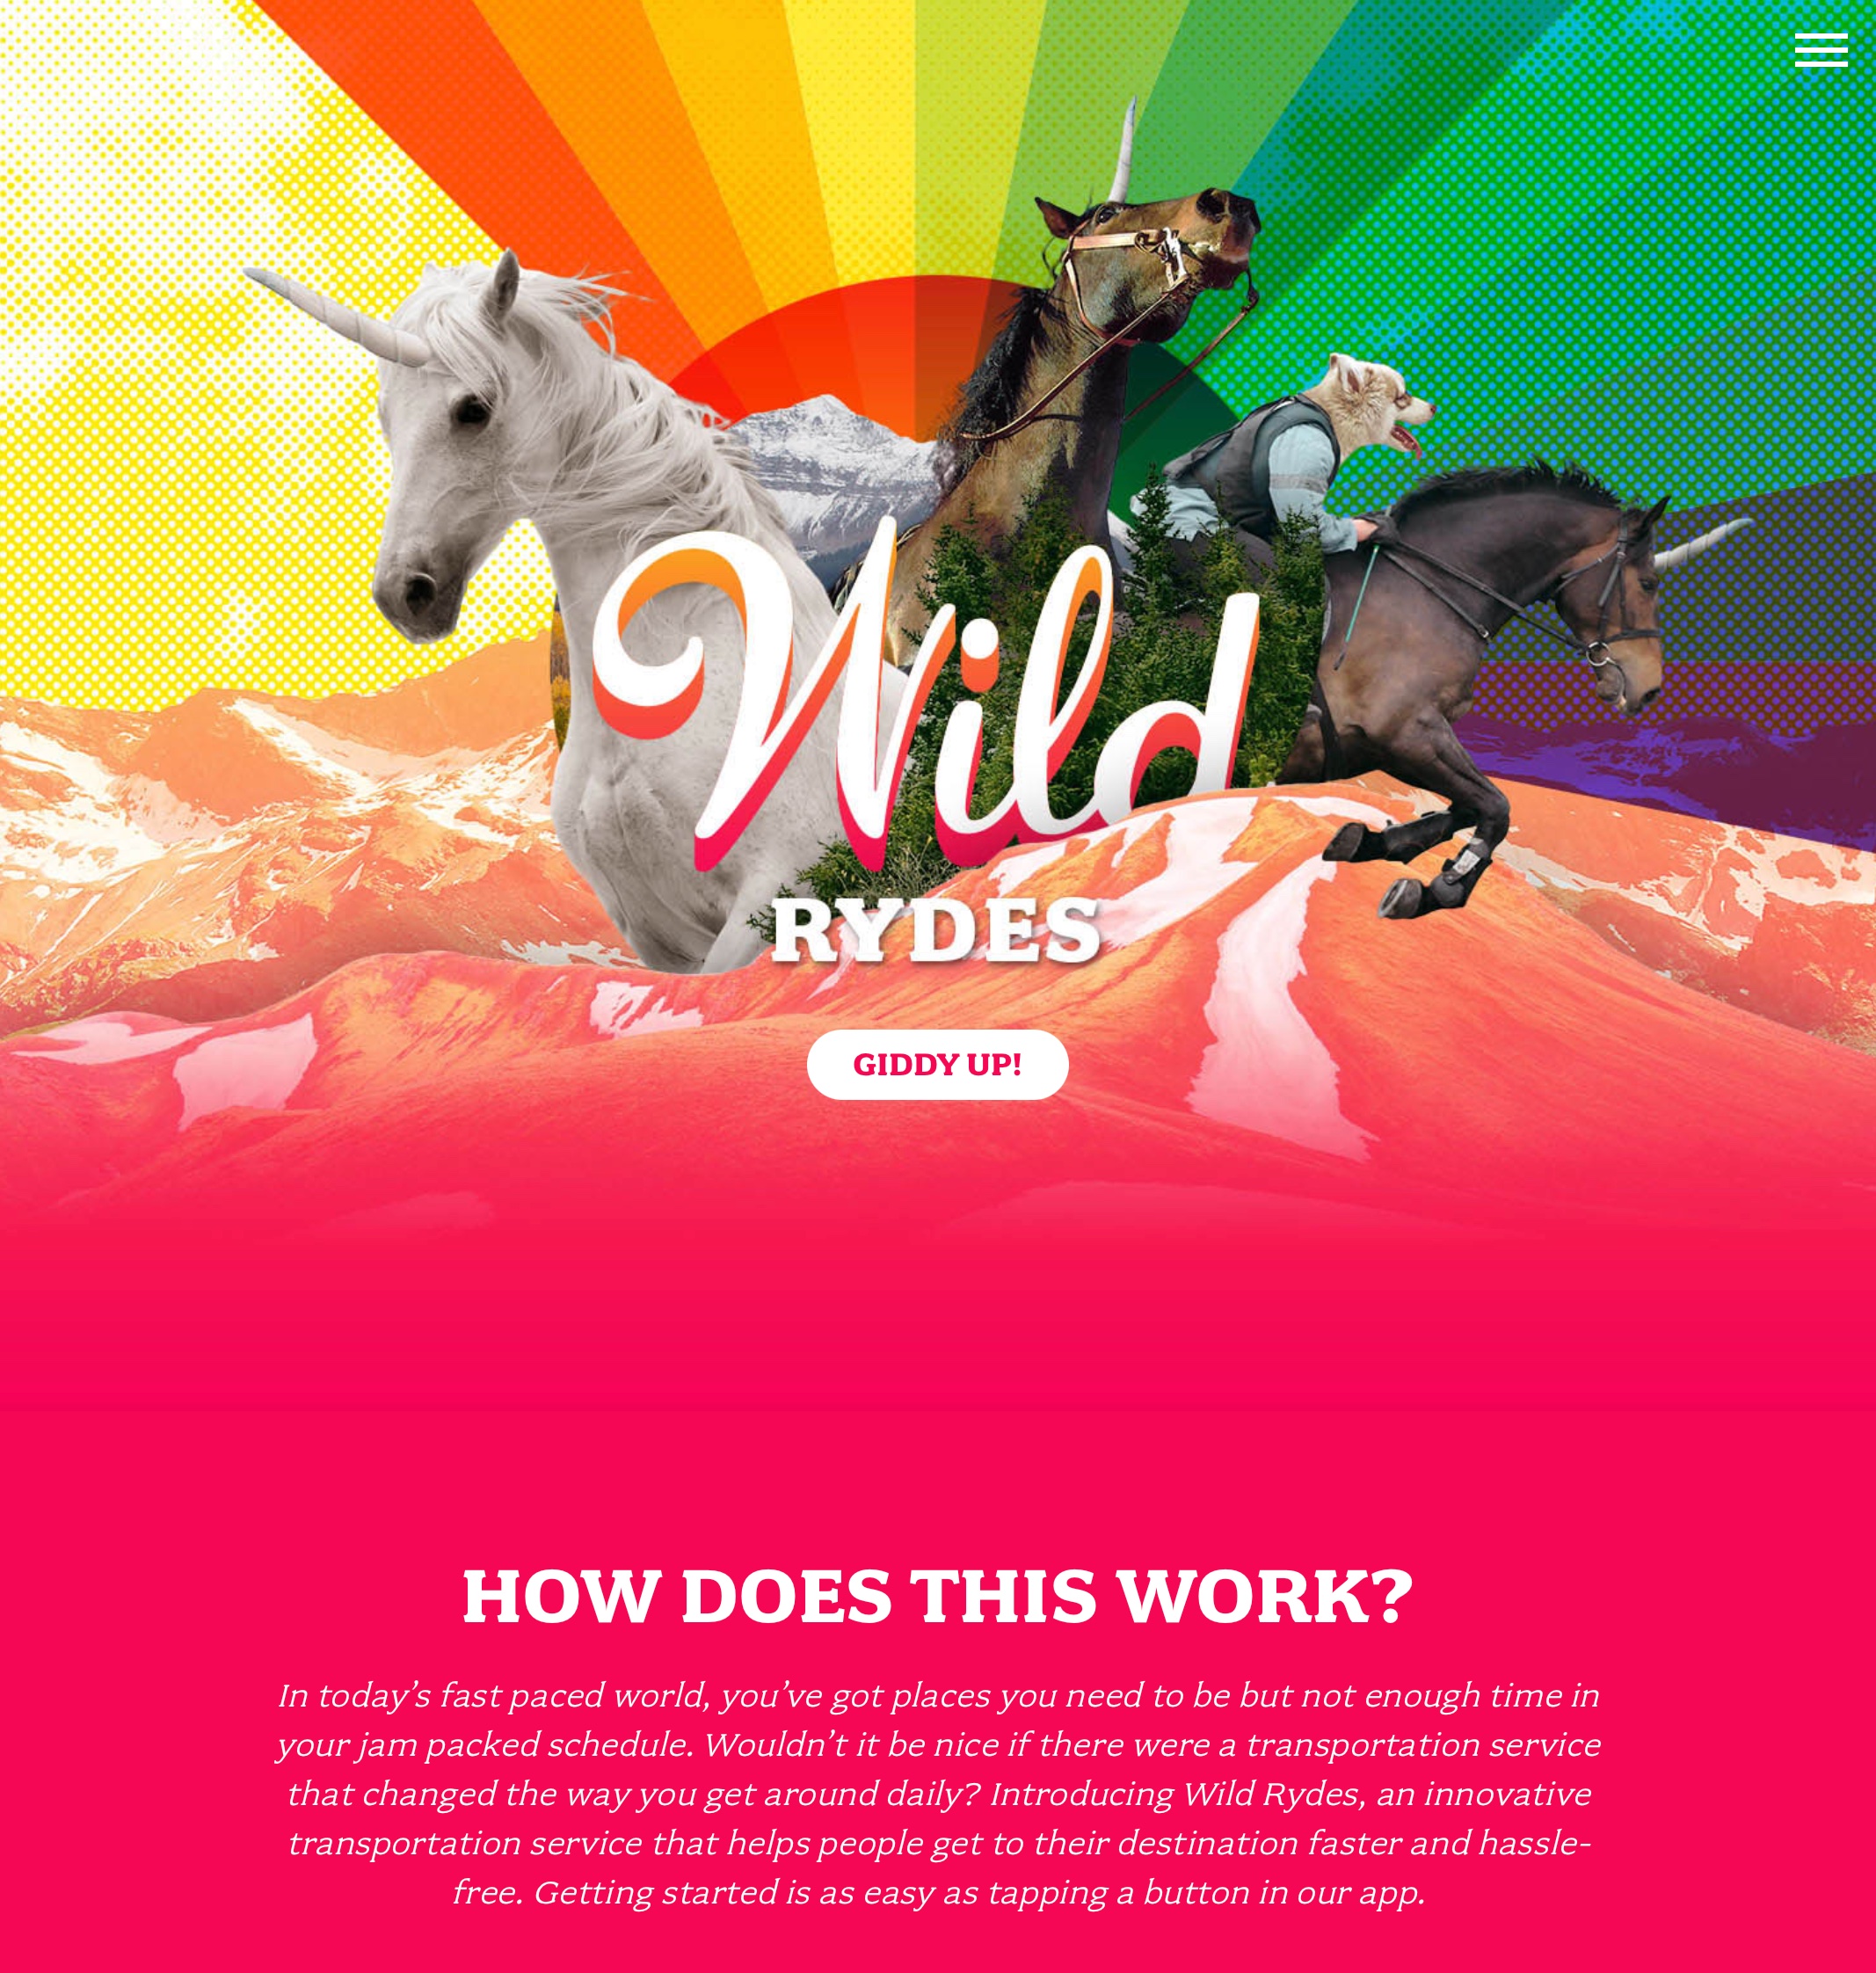 Wild
RYDES
GIDDY UP!
HOW DOES THIS WORK?
In today’s fast paced world, you’ve got places you need to be but not enough time in
your jam packed schedule. Wouldn’t it be nice if there were a transportation service
that changed the way you get around daily? Introducing Wild Rydes, an innovative
transportation service that helps people get to their destination faster and hassle-
free. Getting started is as easy as tapping a button in our app.